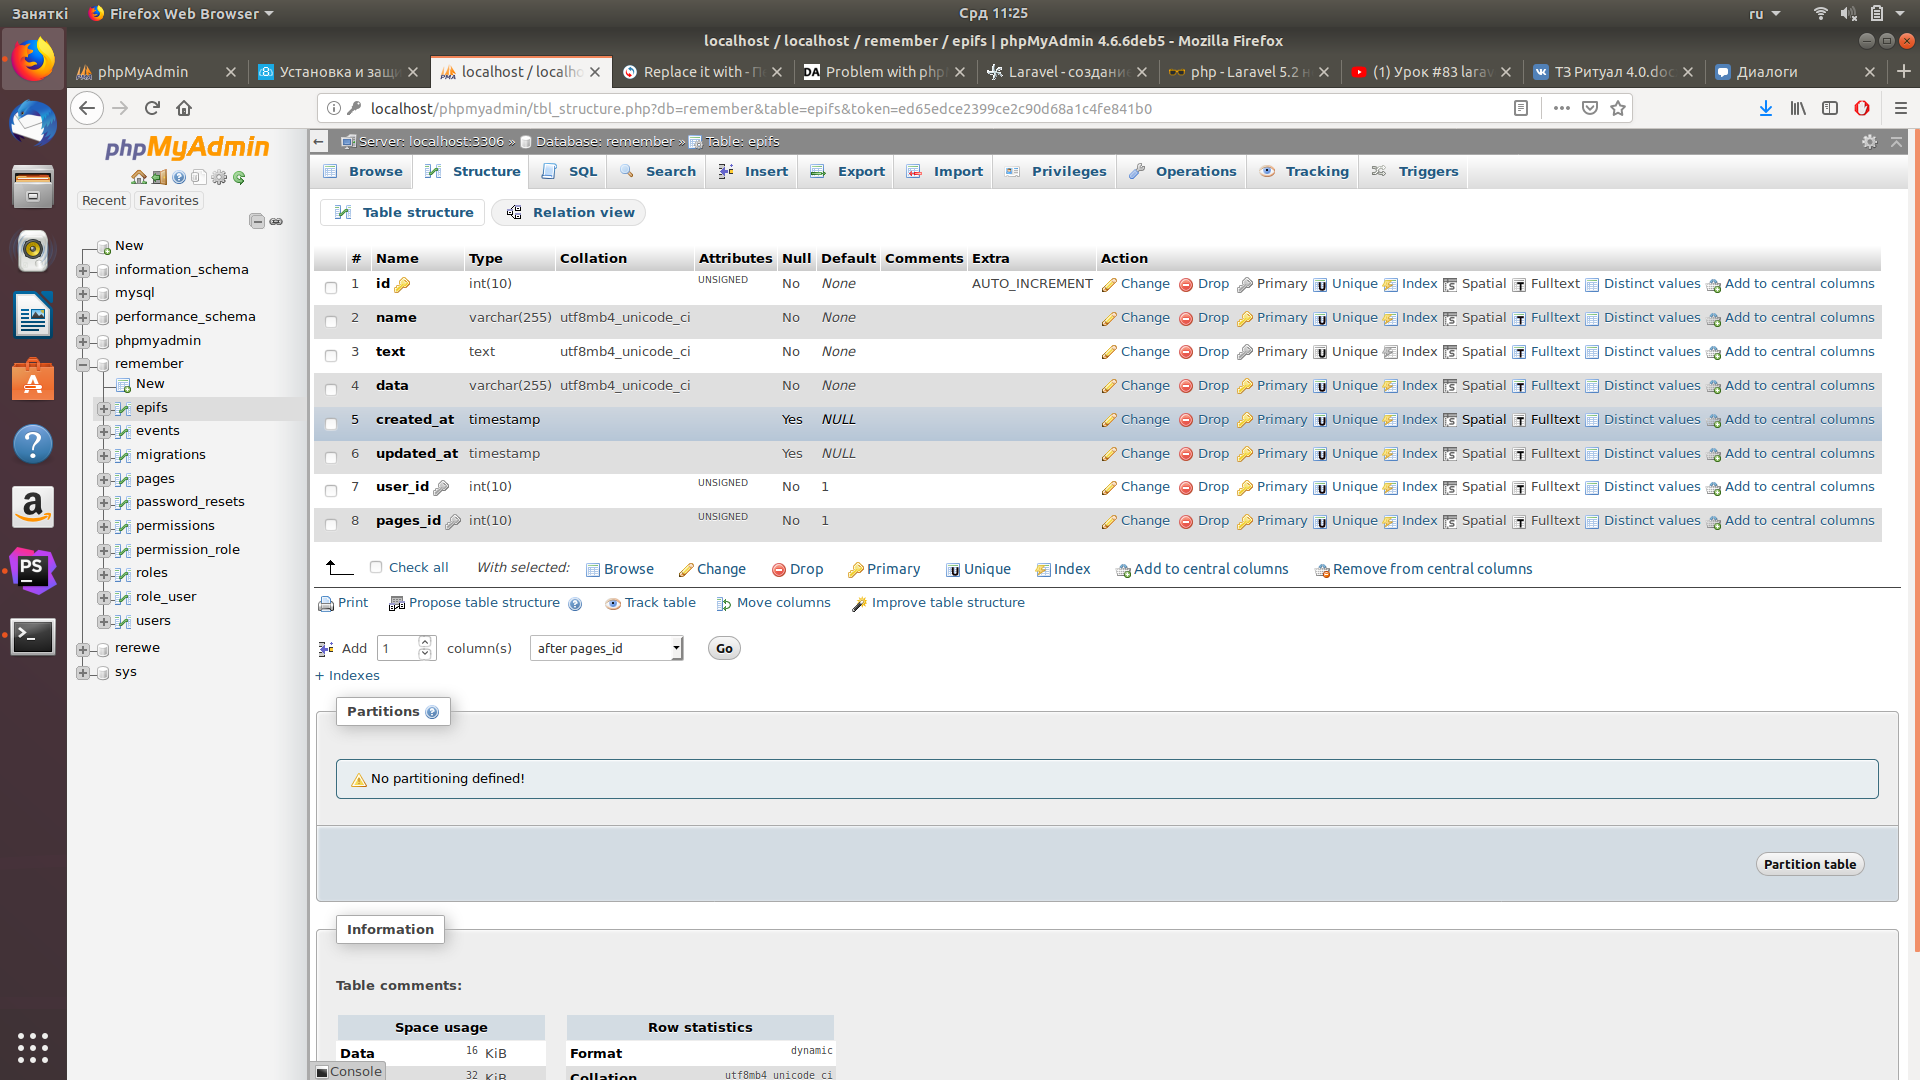 Заняткі
Firefox Web Browser
Срд 11:25
ru
localhost / localhost / remember / epifs | phpMyAdmin 4.6.6deb5 - Mozilla Firefox
phpMyAdmin
Установка и защи
localhost / localho
Replace it with - П
Problem with php
Laravel - создание
php - Laravel 5.2 н
(1) Урок #83 larav
ТЗ Ритуал 4.0.doc
Диалоги
localhost/phpmyadmin/tbl_structure.php?db=remember&table=epifs&token=ed65edce2399ce2c90d68a1c4fe841b0
phpMyAdmin
Recent Favorites
New
information_schema
mysql
performance_schema
phpmyadmin
remember
New
epifs
events
migrations
pages
password_resets
permissions
permission_role
roles
role_user
users
rerewe
sys
Server: localhost:3306 » Database: remember » Table: epifs
Browse Structure SQL Search Insert Export Import Privileges Operations Tracking Triggers
Table structure Relation view
# Name Type Collation Attributes Null Default Comments Extra Action
1 id int(10) UNSIGNED No None AUTO_INCREMENT Change Drop Primary Unique Index Spatial Fulltext Distinct values Add to central columns
2 name varchar(255) utf8mb4_unicode_ci No None Change Drop Primary Unique Index Spatial Fulltext Distinct values Add to central columns
3 text text utf8mb4_unicode_ci No None Change Drop Primary Unique Index Spatial Fulltext Distinct values Add to central columns
4 data varchar(255) utf8mb4_unicode_ci No None Change Drop Primary Unique Index Spatial Fulltext Distinct values Add to central columns
5 created_at timestamp Yes NULL Change Drop Primary Unique Index Spatial Fulltext Distinct values Add to central columns
6 updated_at timestamp Yes NULL Change Drop Primary Unique Index Spatial Fulltext Distinct values Add to central columns
7 user_id int(10) UNSIGNED No 1 Change Drop Primary Unique Index Spatial Fulltext Distinct values Add to central columns
8 pages_id int(10) UNSIGNED No 1 Change Drop Primary Unique Index Spatial Fulltext Distinct values Add to central columns
Check all With selected: Browse Change Drop Primary Unique Index Add to central columns Remove from central columns
Print Propose table structure Track table Move columns Improve table structure
Add 1 column(s) after pages_id Go
+ Indexes
Partitions
No partitioning defined!
Partition table
Information
Table comments:
Space usage
Data 16 KiB
32 KiB
Row statistics
Format dynamic
Collation utf8mb4_unicode_ci
Console